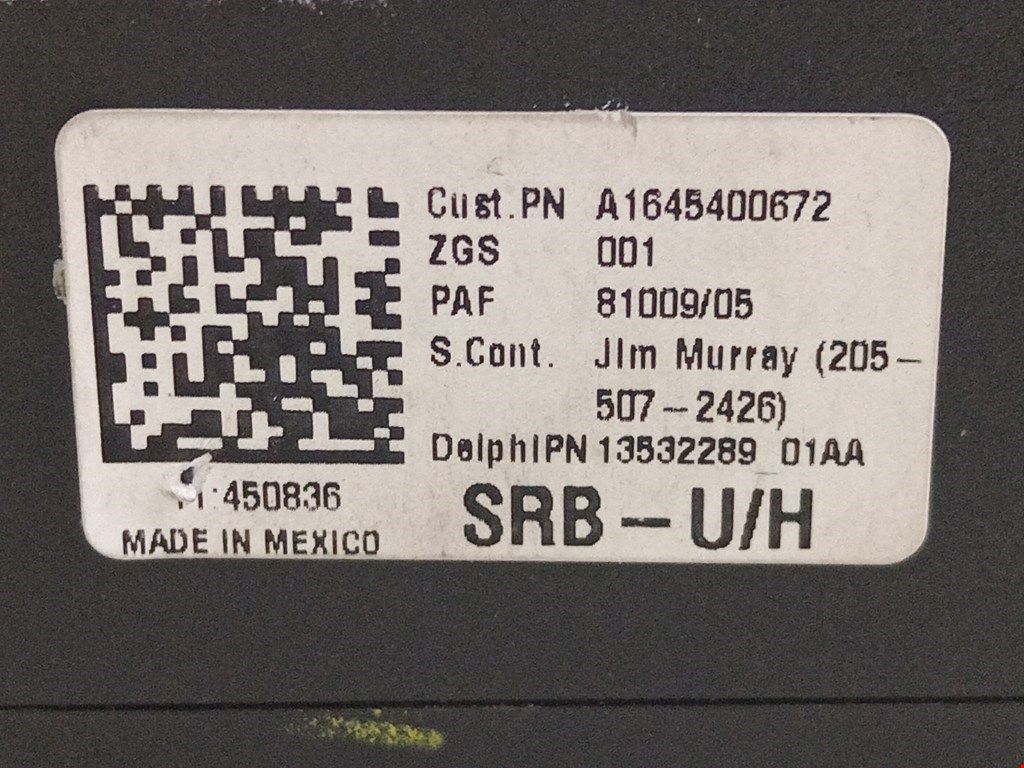 Cust.PN A1645400672
ZGS 001
PAF 81009/05
S.Cont. Jim Murray (205-
507-2426)
DelphiPN 13532289 01AA
450836
SRB-U/H
MADE IN MEXICO